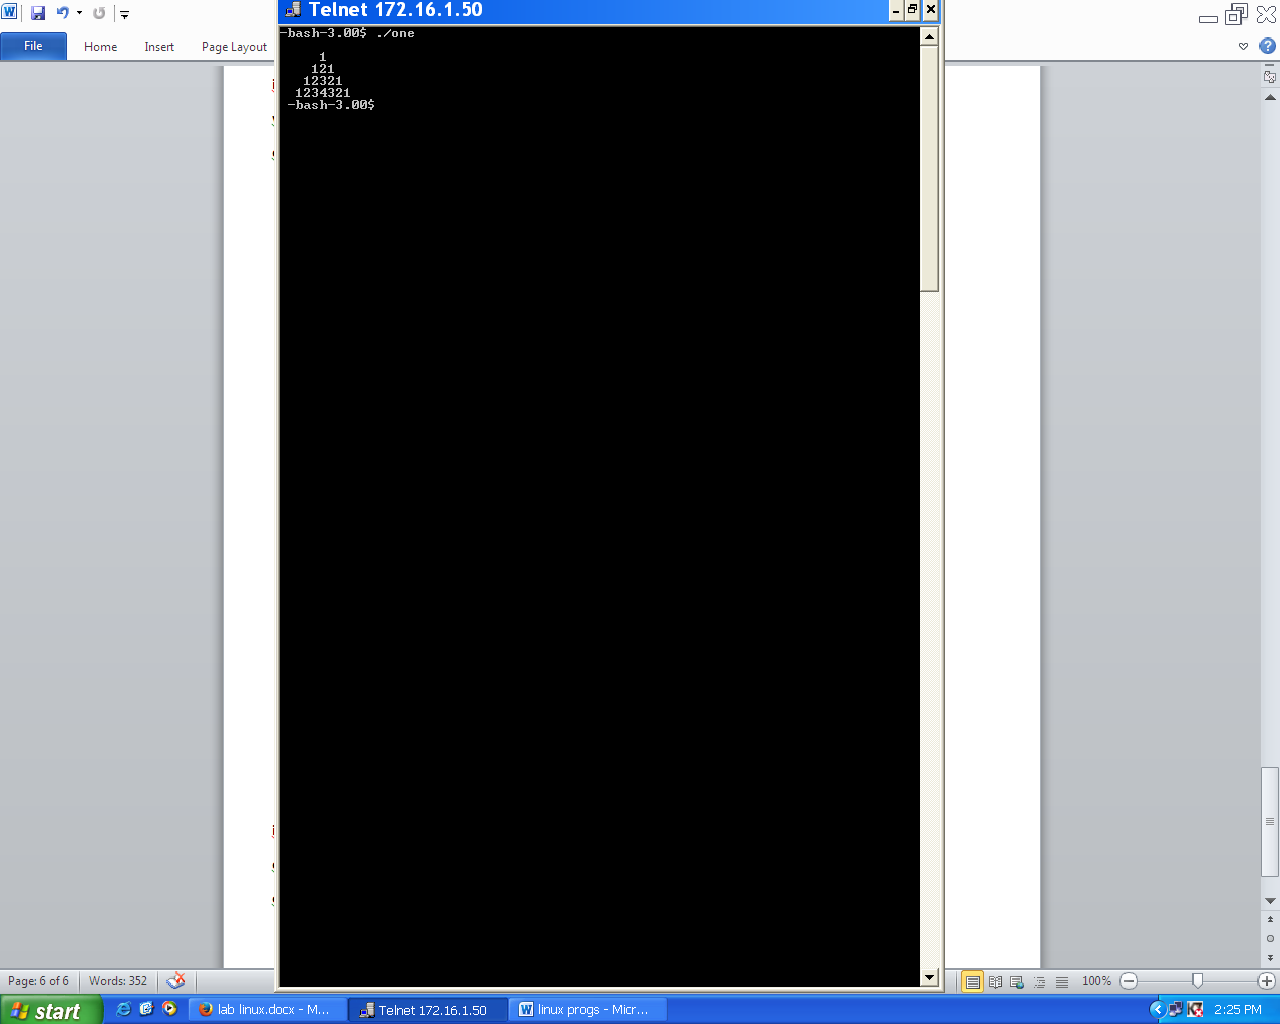 Telnet 172.16.1.50
-bash-3.00$ ./one
1
121
12321
1234321
-bash-3.00$
File Home Insert Page Layout
Page: 6 of 6 Words: 352 100%
start lab linux.docx - M... Telnet 172.16.1.50 linux progs - Micr... 2:25 PM